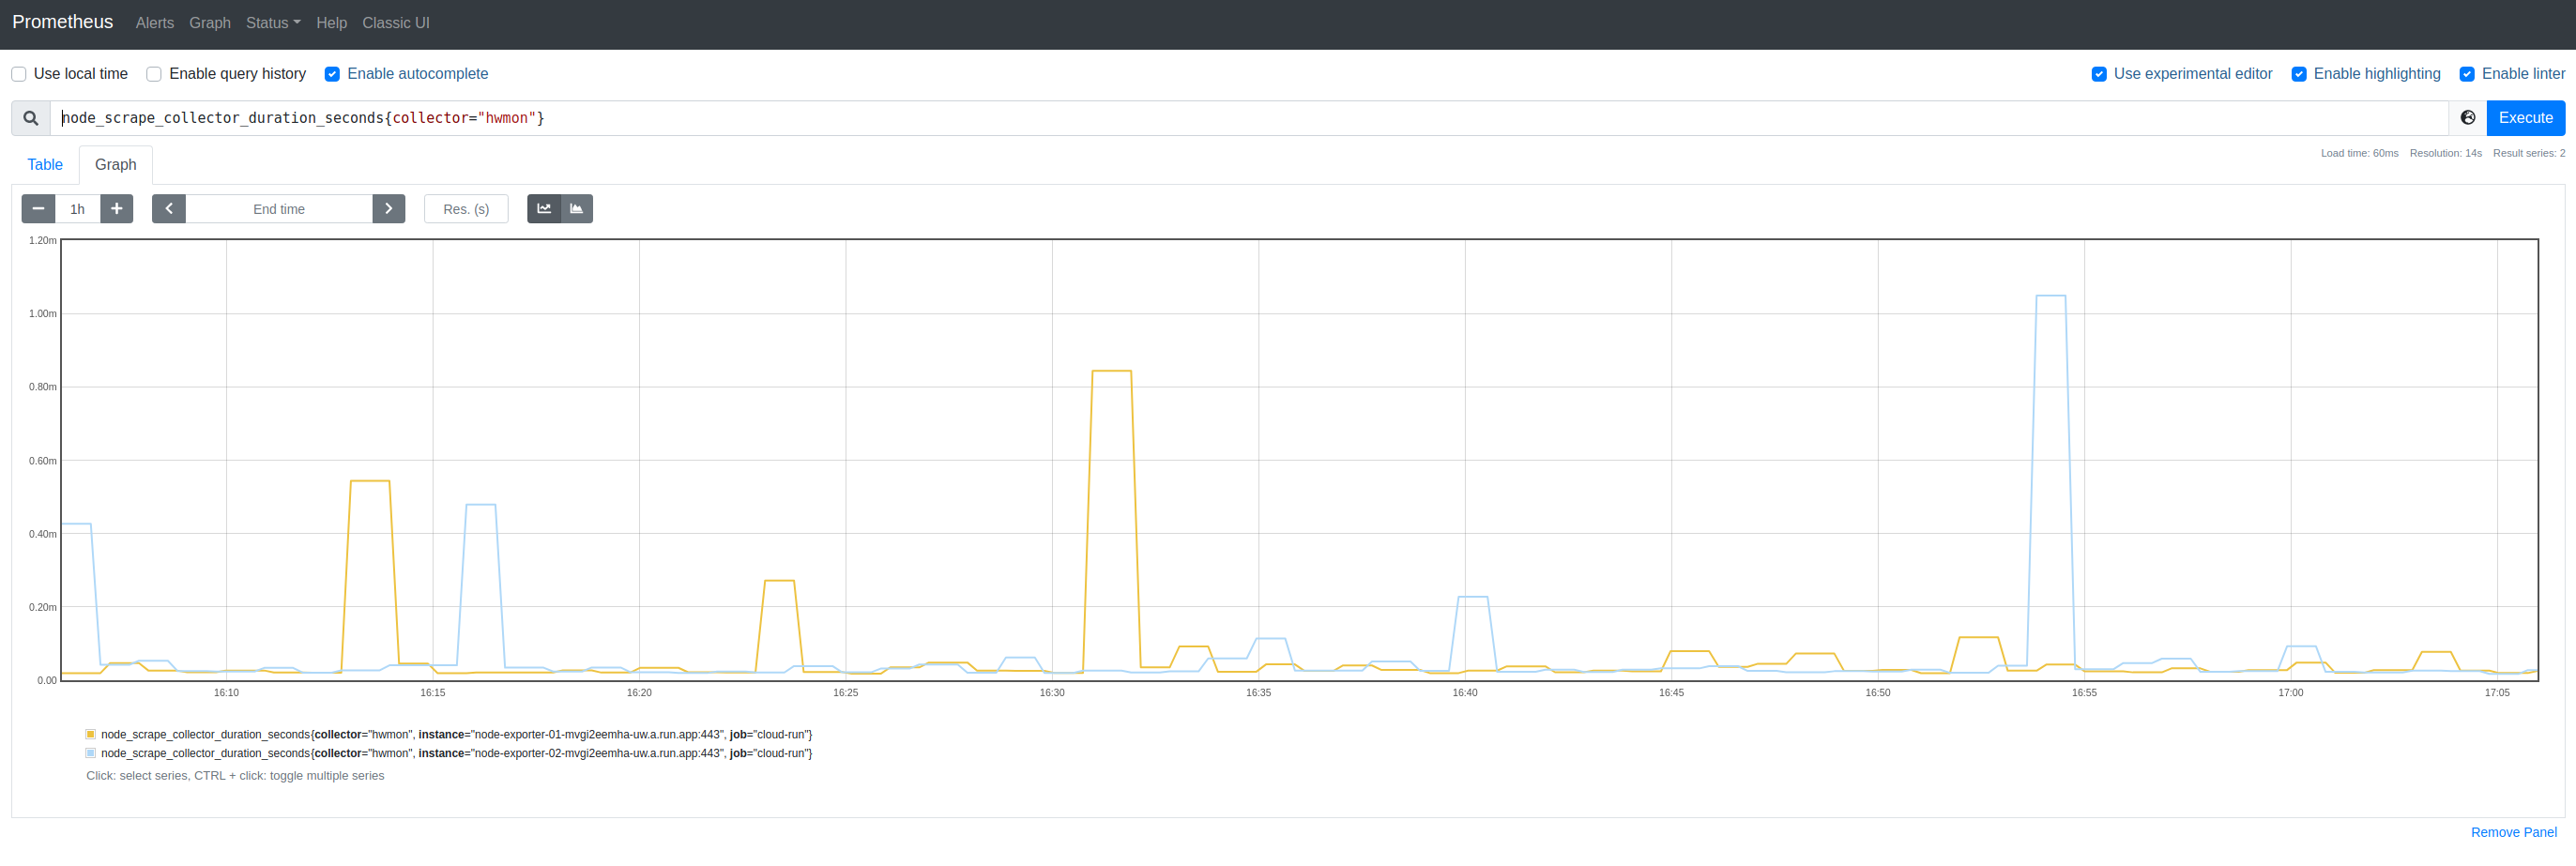 Prometheus Alerts Graph Status Help Classic UI
Use local time Enable query history Enable autocomplete Use experimental editor Enable highlighting Enable linter
node_scrape_collector_duration_seconds{collector="hwmon"} Execute
Table Graph Load time: 60ms Resolution: 14s Result series: 2
1h End time Res. (s)
1.20m
1.00m
0.80m
0.60m
0.40m
0.20m
0.00
16:10 16:15 16:20 16:25 16:30 16:35 16:40 16:45 16:50 16:55 17:00 17:05
node_scrape_collector_duration_seconds{collector="hwmon", instance="node-exporter-01-mvgi2eemha-uw.a.run.app:443", job="cloud-run"}
node_scrape_collector_duration_seconds{collector="hwmon", instance="node-exporter-02-mvgi2eemha-uw.a.run.app:443", job="cloud-run"}
Click: select series, CTRL + click: toggle multiple series
Remove Panel